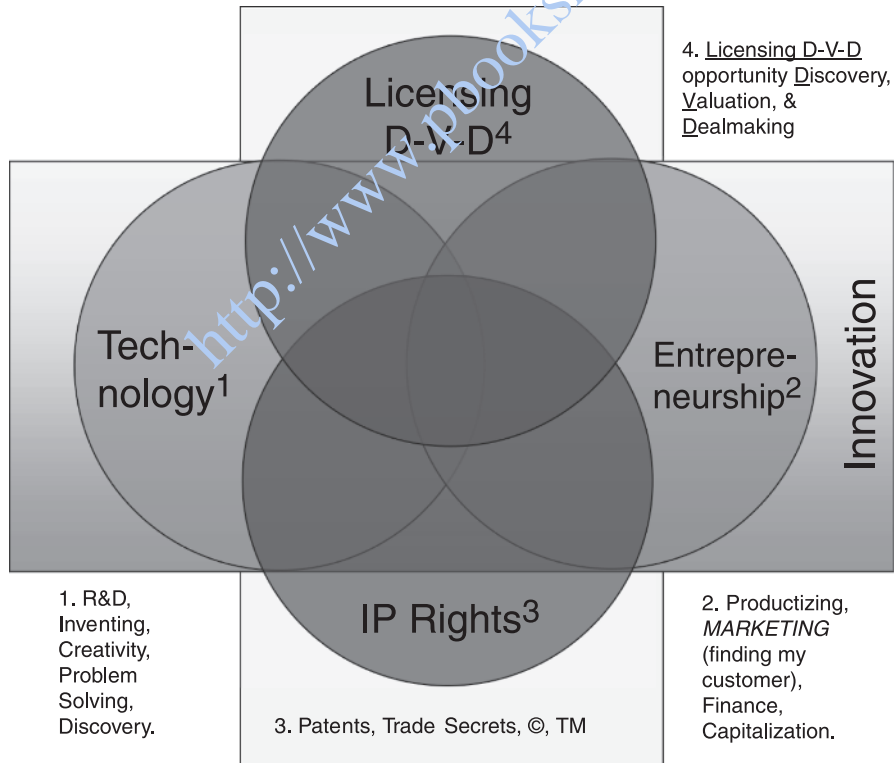 Licensing
D-V-D⁴
4. Licensing D-V-D
opportunity Discovery,
Valuation, &
Dealmaking
Tech-
nology¹
Entrepre-
neurship²
Innovation
IP Rights³
1. R&D,
Inventing,
Creativity,
Problem
Solving,
Discovery.
3. Patents, Trade Secrets, ©, TM
2. Productizing,
MARKETING
(finding my
customer),
Finance,
Capitalization.